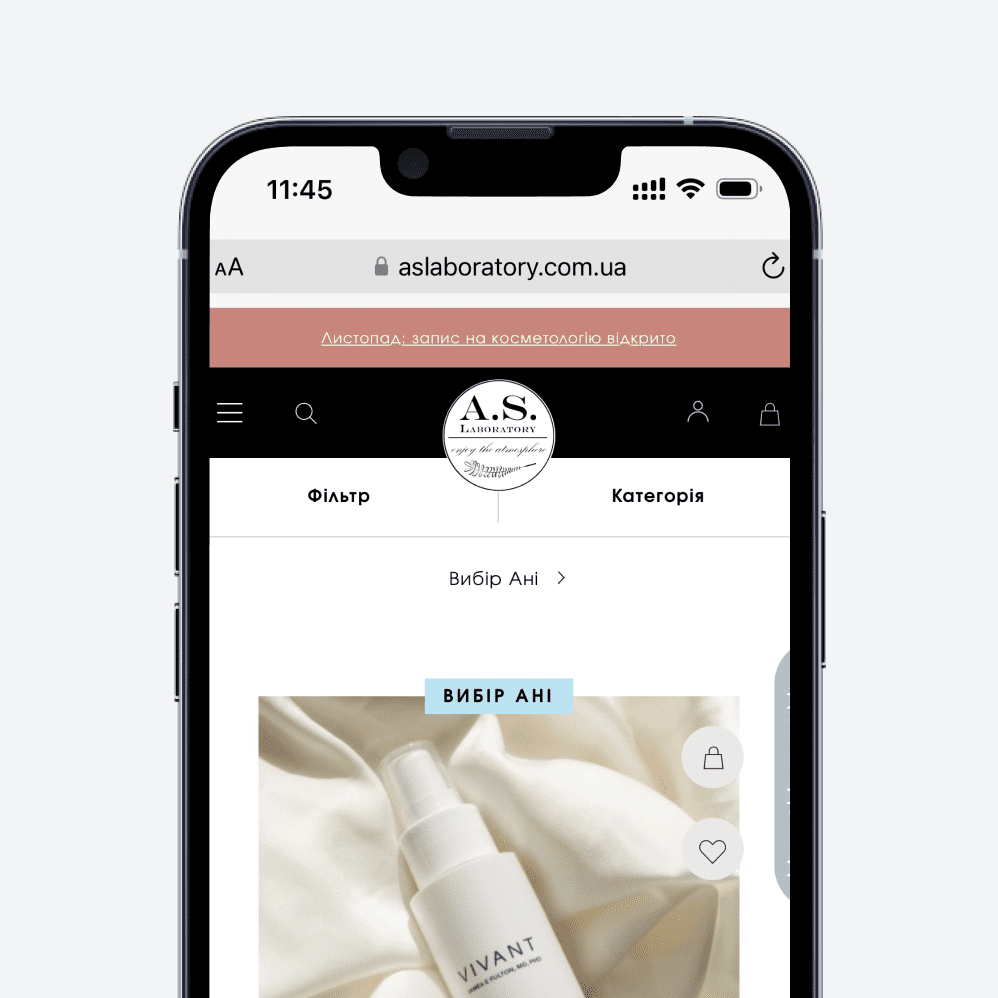 11:45
AA
aslaboratory.com.ua
Листопад: запис на косметологію відкрито
A.S.
LABORATORY
enjoy the atmosphere
Фільтр
Категорія
Вибір Ані
ВИБІР АНІ
VIVANT
JAMES E FULTON, MD, PHD